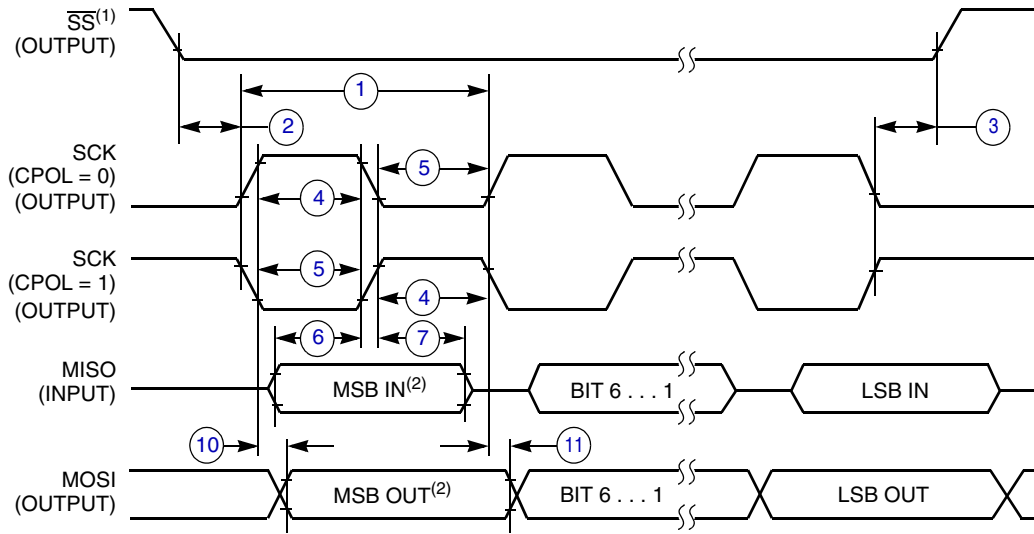 SS(1)
(OUTPUT)
1
2
3
SCK
(CPOL = 0)
(OUTPUT)
5
4
SCK
(CPOL = 1)
(OUTPUT)
5
4
6
7
MISO
(INPUT)
MSB IN(2)
BIT 6 . . . 1
LSB IN
10
11
MOSI
(OUTPUT)
MSB OUT(2)
BIT 6 . . . 1
LSB OUT